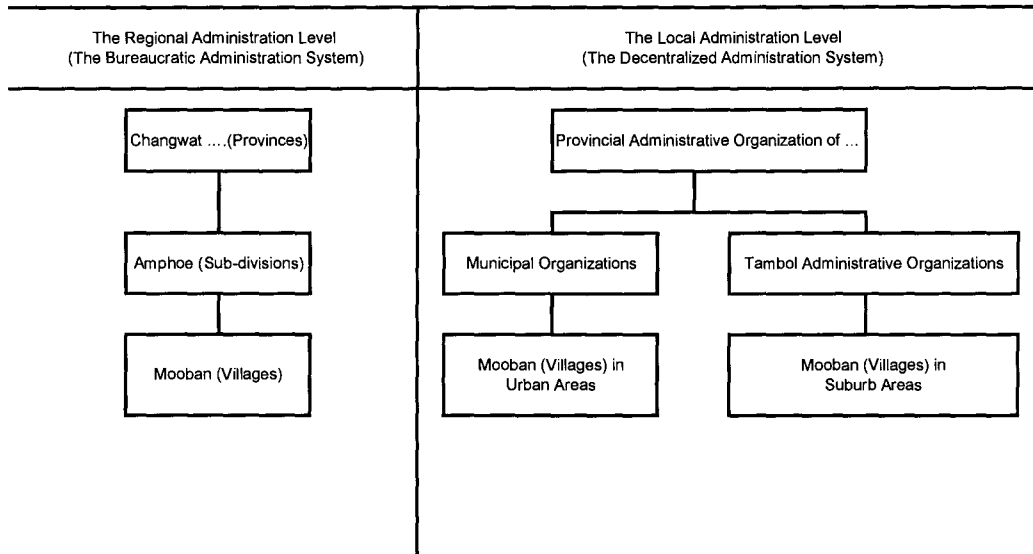 The Regional Administration Level
(The Bureaucratic Administration System)
The Local Administration Level
(The Decentralized Administration System)
Changwat ....(Provinces)
Provincial Administrative Organization of ...
Amphoe (Sub-divisions)
Municipal Organizations
Tambol Administrative Organizations
Mooban (Villages)
Mooban (Villages) in
Urban Areas
Mooban (Villages) in
Suburb Areas